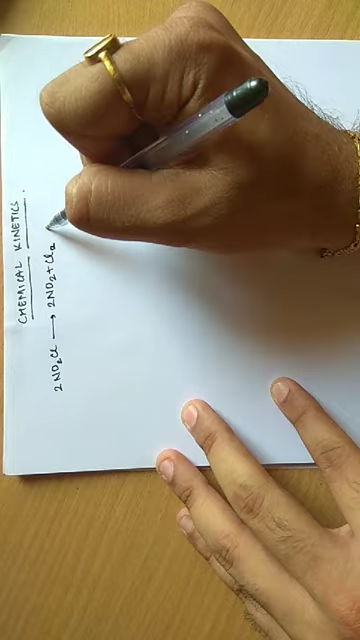 CHEMICAL KINETICS.
2NO₂Cl → 2NO₂ + Cl₂